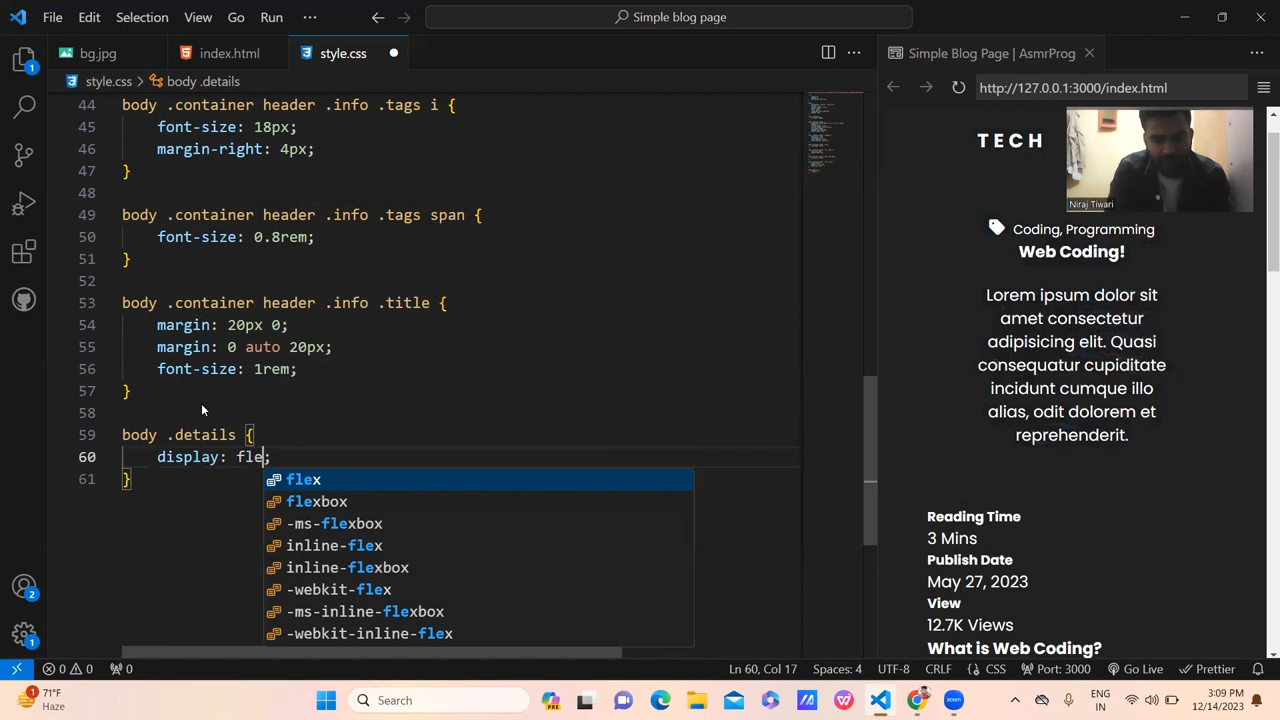 File Edit Selection View Go Run ··· Simple blog page
bg.jpg index.html style.css Simple Blog Page | AsmrProg
style.css > body .details http://127.0.0.1:3000/index.html
44 body .container header .info .tags i {
45 font-size: 18px;
46 margin-right: 4px;
47 }
48
49 body .container header .info .tags span {
50 font-size: 0.8rem;
51 }
52
53 body .container header .info .title {
54 margin: 20px 0;
55 margin: 0 auto 20px;
56 font-size: 1rem;
57 }
58
59 body .details {
60 display: fle;
61 }
flex
flexbox
-ms-flexbox
inline-flex
inline-flexbox
-webkit-flex
-ms-inline-flexbox
-webkit-inline-flex
TECH
Niraj Tiwari
Coding, Programming
Web Coding!
Lorem ipsum dolor sit
amet consectetur
adipisicing elit. Quasi
consequatur cupiditate
incidunt cumque illo
alias, odit dolorem et
reprehenderit.
Reading Time
3 Mins
Publish Date
May 27, 2023
View
12.7K Views
What is Web Coding?
1
2
1
0 0 0 Ln 60, Col 17 Spaces: 4 UTF-8 CRLF CSS Port: 3000 Go Live Prettier
1 71°F
Haze
Search
PRE
ENG
IN
3:09 PM
12/14/2023